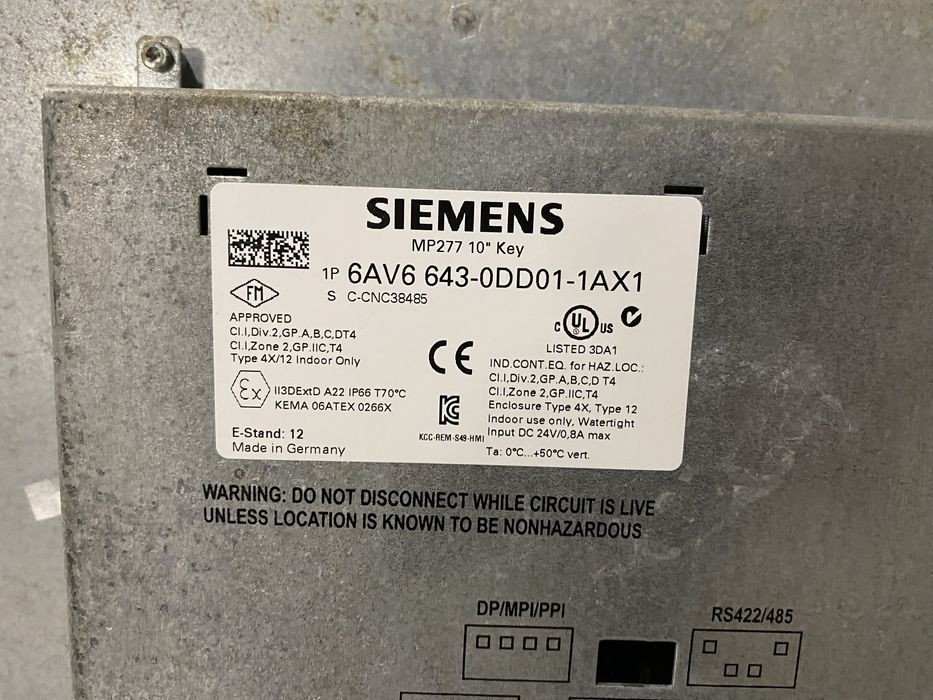 SIEMENS
MP277 10" Key
1P 6AV6 643-0DD01-1AX1
S C-CNC38485
FM
APPROVED
Cl.I,Div.2,GP.A,B,C,DT4
Cl.I,Zone 2,GP.IIC,T4
Type 4X/12 Indoor Only
Ex II3DExtD A22 IP66 T70°C
KEMA 06ATEX 0266X
E-Stand: 12
Made in Germany
CE
KCC-REM-S49-HMI
C UL US
LISTED 3DA1
IND.CONT.EQ. for HAZ.LOC.:
Cl.I,Div.2,GP.A,B,C,D T4
Cl.I,Zone 2,GP.IIC,T4
Enclosure Type 4X, Type 12
Indoor use only, Watertight
Input DC 24V/0,8A max
Ta: 0°C...+50°C vert.
WARNING: DO NOT DISCONNECT WHILE CIRCUIT IS LIVE
UNLESS LOCATION IS KNOWN TO BE NONHAZARDOUS
DP/MPI/PPI
RS422/485